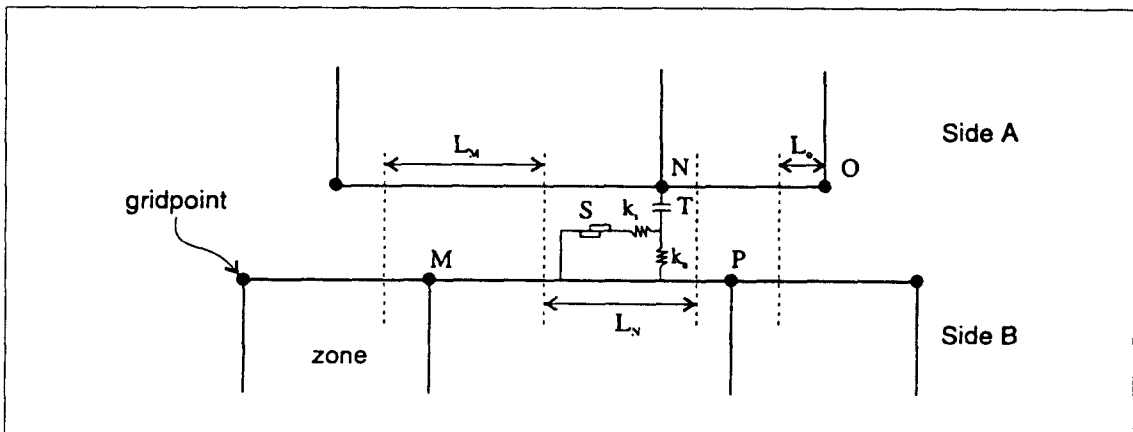 Side A
L_M
L_o
N
O
gridpoint
S
k_s
T
k_n
M
P
L_N
zone
Side B